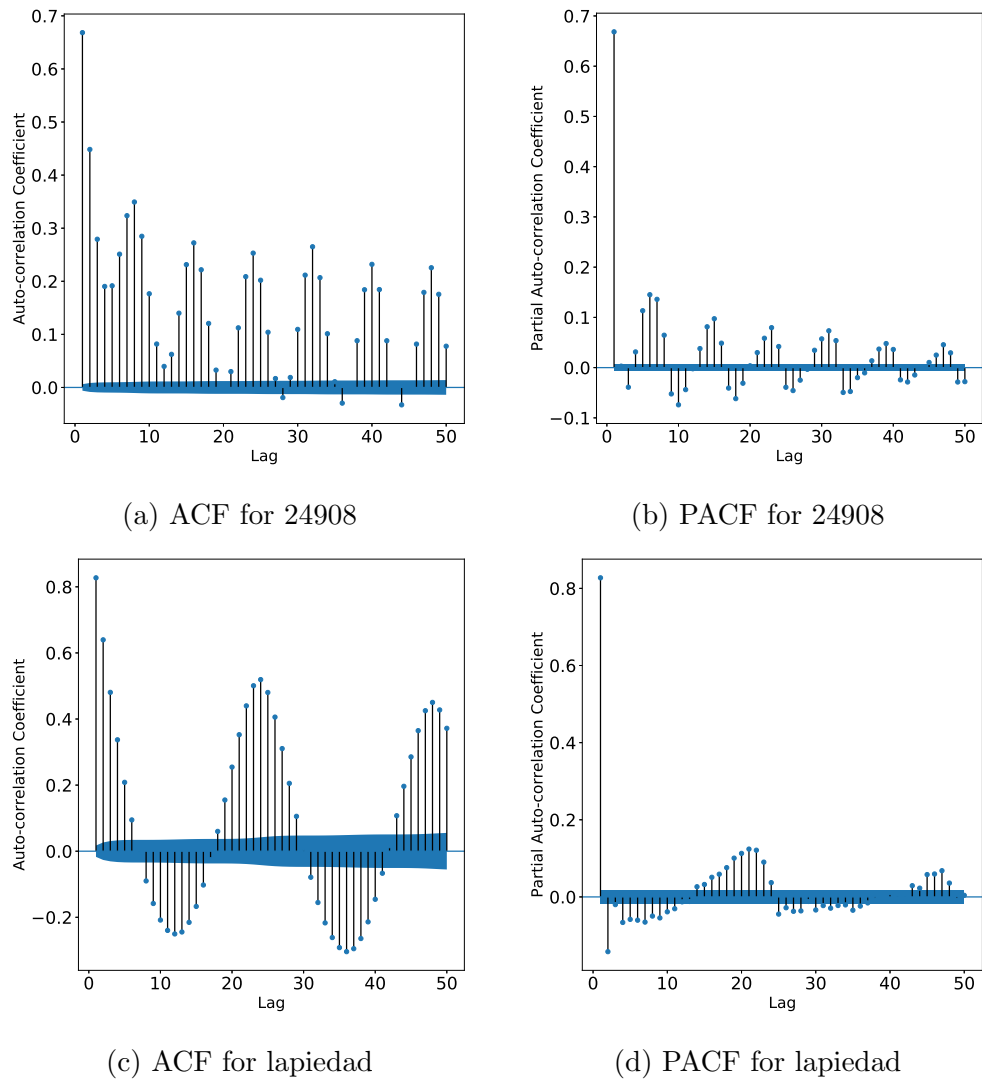 0.7
0.6
0.5
0.4
0.3
0.2
0.1
0.0
Auto-correlation Coefficient
0 10 20 30 40 50
Lag
(a) ACF for 24908
0.7
0.6
0.5
0.4
0.3
0.2
0.1
0.0
−0.1
Partial Auto-correlation Coefficient
0 10 20 30 40 50
Lag
(b) PACF for 24908
0.8
0.6
0.4
0.2
0.0
−0.2
Auto-correlation Coefficient
0 10 20 30 40 50
Lag
(c) ACF for lapiedad
0.8
0.6
0.4
0.2
0.0
Partial Auto-correlation Coefficient
0 10 20 30 40 50
Lag
(d) PACF for lapiedad